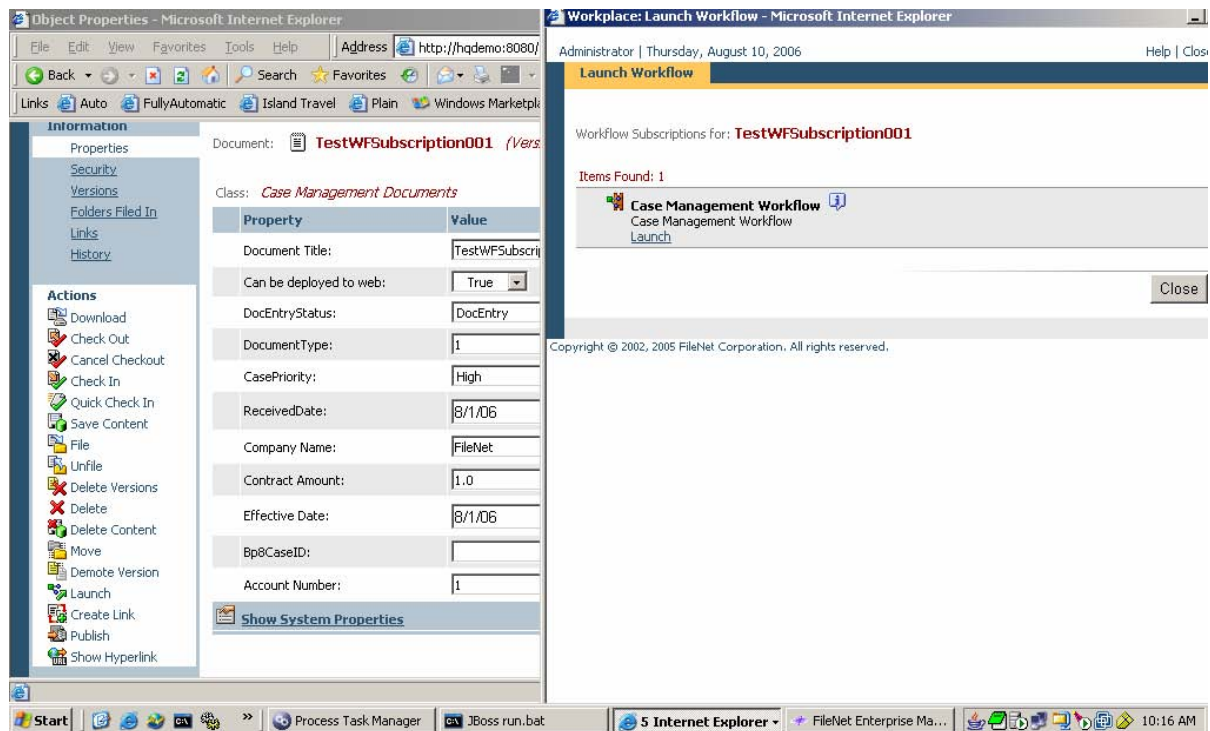 Object Properties - Microsoft Internet Explorer
File Edit View Favorites Tools Help Address http://hqdemo:8080/
Back Search Favorites
Links Auto FullyAutomatic Island Travel Plain Windows Marketpl
Information
Properties
Security
Versions
Folders Filed In
Links
History
Actions
Download
Check Out
Cancel Checkout
Check In
Quick Check In
Save Content
File
Unfile
Delete Versions
Delete
Delete Content
Move
Demote Version
Launch
Create Link
Publish
Show Hyperlink
Document: TestWFSubscription001 (Vers
Class: Case Management Documents
Property Value
Document Title: TestWFSubscrip
Can be deployed to web: True
DocEntryStatus: DocEntry
DocumentType: 1
CasePriority: High
ReceivedDate: 8/1/06
Company Name: FileNet
Contract Amount: 1.0
Effective Date: 8/1/06
Bp8CaseID:
Account Number: 1
Show System Properties
Workplace: Launch Workflow - Microsoft Internet Explorer
Administrator | Thursday, August 10, 2006 Help | Close
Launch Workflow
Workflow Subscriptions for: TestWFSubscription001
Items Found: 1
Case Management Workflow
Case Management Workflow
Launch
Close
Copyright © 2002, 2005 FileNet Corporation. All rights reserved.
Start » Process Task Manager JBoss run.bat 5 Internet Explorer FileNet Enterprise Ma... 10:16 AM